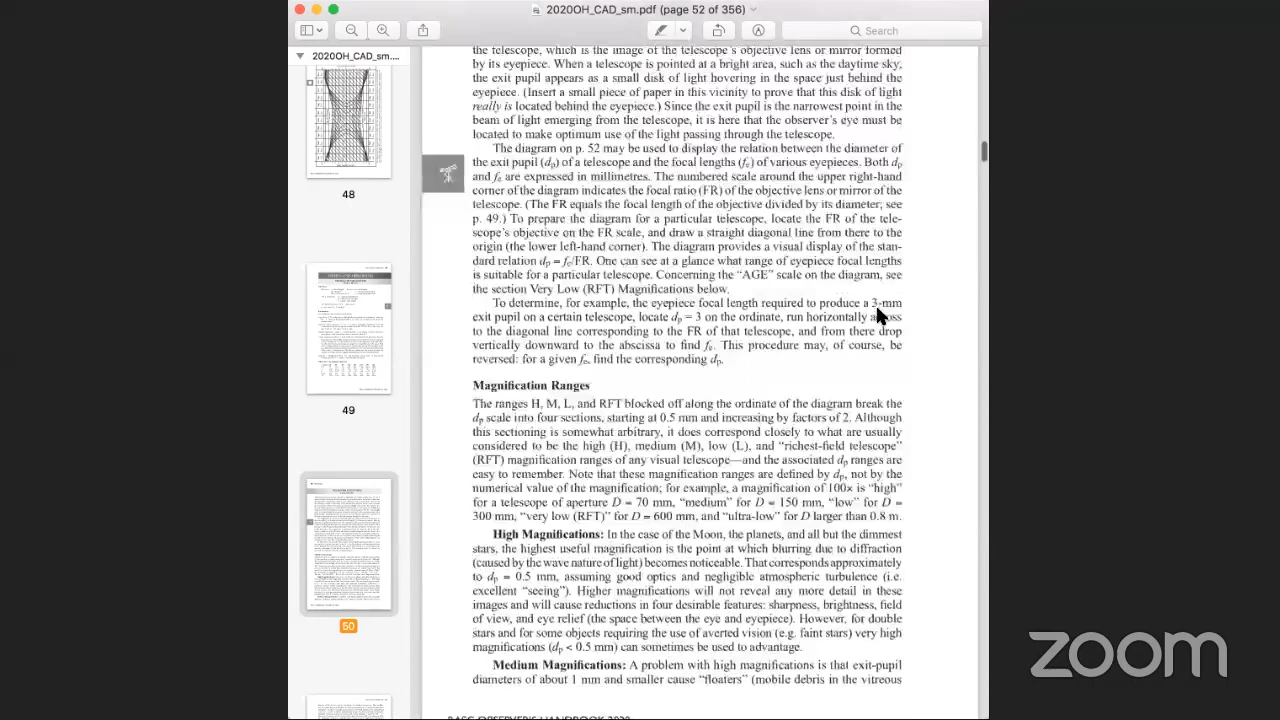 2020OH_CAD_sm.pdf (page 52 of 356)
Search
2020OH_CAD_sm....
48
49
50
the telescope, which is the image of the telescope's objective lens or mirror formed
by its eyepiece. When a telescope is pointed at a bright area, such as the daytime sky,
the exit pupil appears as a small disk of light hovering in the space just behind the
eyepiece. (Insert a small piece of paper in this vicinity to prove that this disk of light
really is located behind the eyepiece.) Since the exit pupil is the narrowest point in the
beam of light emerging from the telescope, it is here that the observer's eye must be
located to make optimum use of the light passing through the telescope.
The diagram on p. 52 may be used to display the relation between the diameter of
the exit pupil (dp) of a telescope and the focal lengths (fe) of various eyepieces. Both dp
and fe are expressed in millimetres. The numbered scale around the upper right-hand
corner of the diagram indicates the focal ratio (FR) of the objective lens or mirror of the
telescope. (The FR equals the focal length of the objective divided by its diameter; see
p. 49.) To prepare the diagram for a particular telescope, locate the FR of the tele-
scope's objective on the FR scale, and draw a straight diagonal line from there to the
origin (the lower left-hand corner). The diagram provides a visual display of the stan-
dard relation dp = fe/FR. One can see at a glance what range of eyepiece focal lengths
is suitable for a particular telescope. Concerning the "AGE" scale on the diagram, see
the section Very Low (RFT) Magnifications below.
To determine, for example, the eyepiece focal length required to produce a 3-mm
exit pupil on a certain telescope, locate dp = 3 on the ordinate, run horizontally across
to the diagonal line corresponding to the FR of that telescope, and from there drop
vertically downward to the abscissa to find fe. This procedure may, of course, be
reversed: for a given fe, find the corresponding dp.
Magnification Ranges
The ranges H, M, L, and RFT blocked off along the ordinate of the diagram break the
dp scale into four sections, starting at 0.5 mm and increasing by factors of 2. Although
this sectioning is somewhat arbitrary, it does correspond closely to what are usually
considered to be the high (H), medium (M), low (L), and "richest-field telescope"
(RFT) magnification ranges of any visual telescope—and the associated dp ranges are
easy to remember. Note that these magnification ranges are defined by dp, not by the
numerical value of the magnification; for example, a magnification of 100× is "high"
for a telescope of aperture D = 70 mm, "medium" for D = 150 mm, "low" for D =
300 mm, "very low (RFT)" for D = 600 mm, and "ultra-low" for D larger than 0.8 m.
High Magnifications: In the case of the Moon, the planets, and all but the dimmest
stars, the highest useful magnification is the point at which blurring due to diffraction
(caused by the wave nature of light) becomes noticeable. This corresponds approximately
to dp = 0.5 mm, assuming good optics and negligible atmospheric turbulence (i.e.
excellent "seeing"). Higher magnifications will not reveal any more detail in these
images and will cause reductions in four desirable features: sharpness, brightness, field
of view, and eye relief (the space between the eye and eyepiece). However, for double
stars and for some objects requiring the use of averted vision (e.g. faint stars) very high
magnifications (dp < 0.5 mm) can sometimes be used to advantage.
Medium Magnifications: A problem with high magnifications is that exit-pupil
diameters of about 1 mm and smaller cause "floaters" (mobile debris in the vitreous
zoom